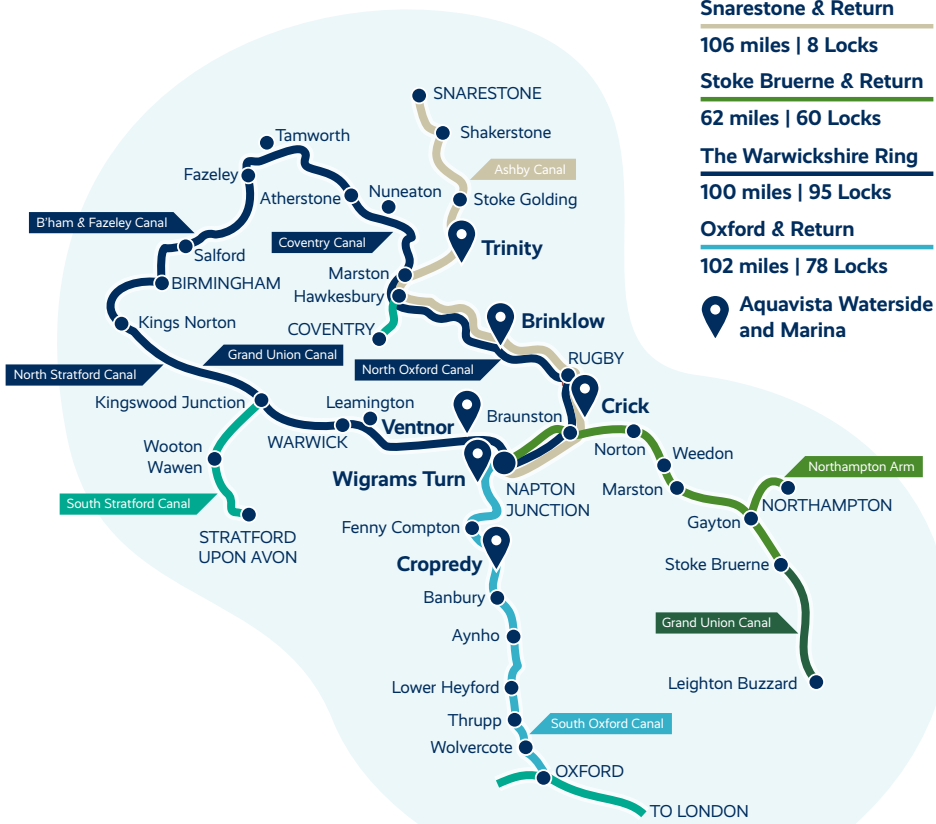 Snarestone & Return
106 miles | 8 Locks
Stoke Bruerne & Return
62 miles | 60 Locks
The Warwickshire Ring
100 miles | 95 Locks
Oxford & Return
102 miles | 78 Locks
Aquavista Waterside
and Marina
SNARESTONE
Shakerstone
Tamworth
Ashby Canal
Fazeley
Atherstone
Nuneaton
Stoke Golding
B'ham & Fazeley Canal
Coventry Canal
Trinity
Salford
Marston
BIRMINGHAM
Hawkesbury
Kings Norton
COVENTRY
Brinklow
Grand Union Canal
RUGBY
North Stratford Canal
North Oxford Canal
Kingswood Junction
Leamington
Crick
Ventnor
Braunston
WARWICK
Wooton
Wawen
Norton
Weedon
Wigrams Turn
Northampton Arm
Marston
NAPTON
JUNCTION
NORTHAMPTON
South Stratford Canal
Gayton
STRATFORD
UPON AVON
Fenny Compton
Cropredy
Stoke Bruerne
Banbury
Grand Union Canal
Aynho
Lower Heyford
Leighton Buzzard
Thrupp
South Oxford Canal
Wolvercote
OXFORD
TO LONDON